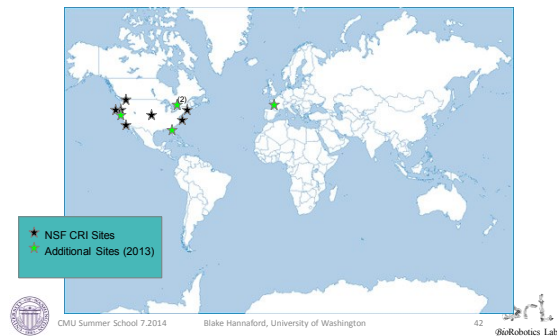 (2)
NSF CRI Sites
Additional Sites (2013)
CMU Summer School 7.2014 Blake Hannaford, University of Washington 42
BioRobotics Lab